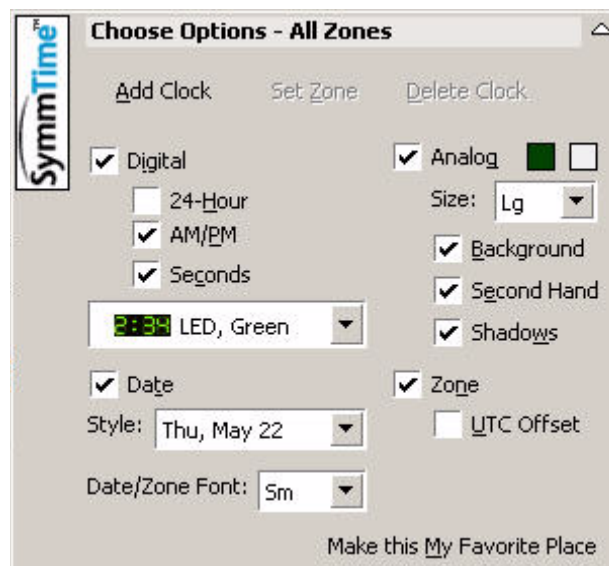 SymmTime™
Choose Options - All Zones
Add Clock Set Zone Delete Clock
Digital
24-Hour
AM/PM
Seconds
2:34 LED, Green
Date
Style: Thu, May 22
Date/Zone Font: Sm
Analog
Size: Lg
Background
Second Hand
Shadows
Zone
UTC Offset
Make this My Favorite Place